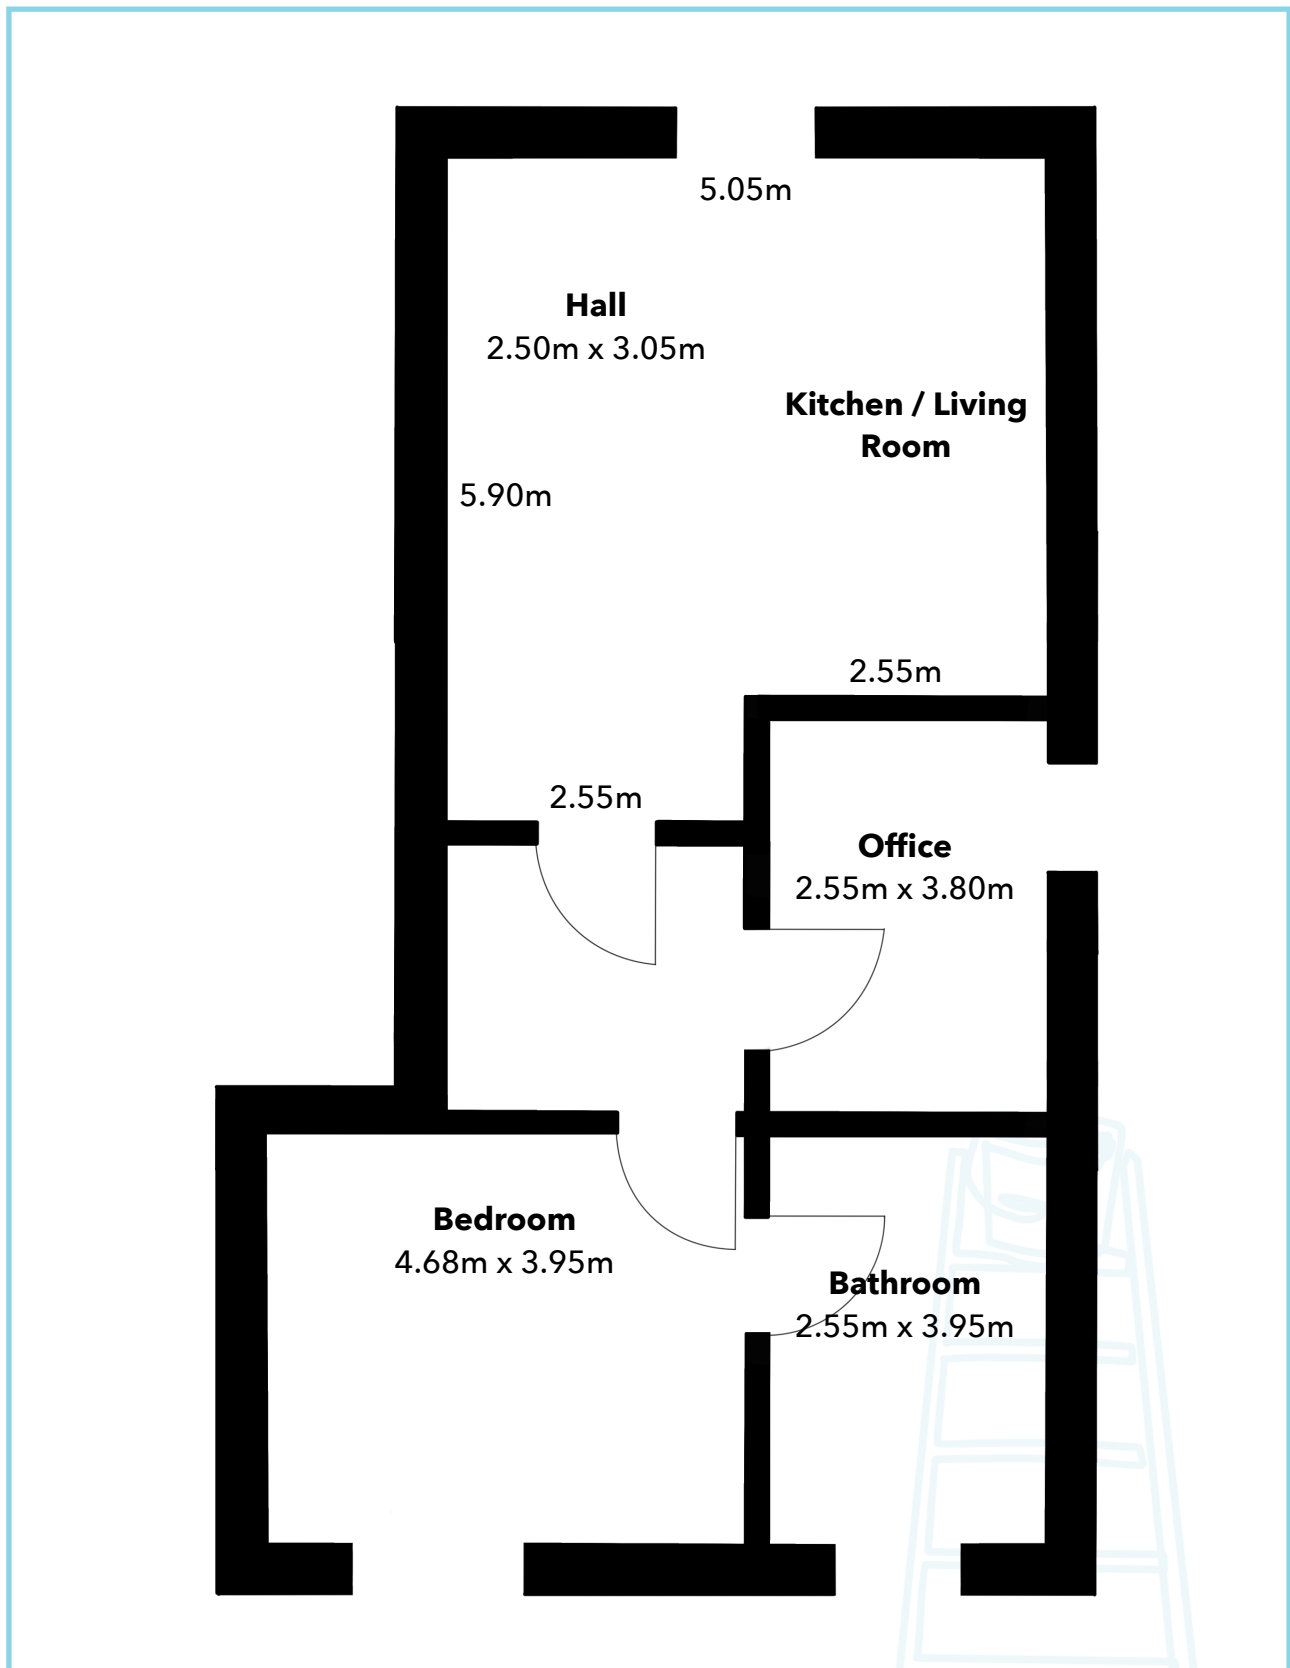 5.05m
Hall
2.50m x 3.05m
Kitchen / Living
Room
5.90m
2.55m
2.55m
Office
2.55m x 3.80m
Bedroom
4.68m x 3.95m
Bathroom
2.55m x 3.95m